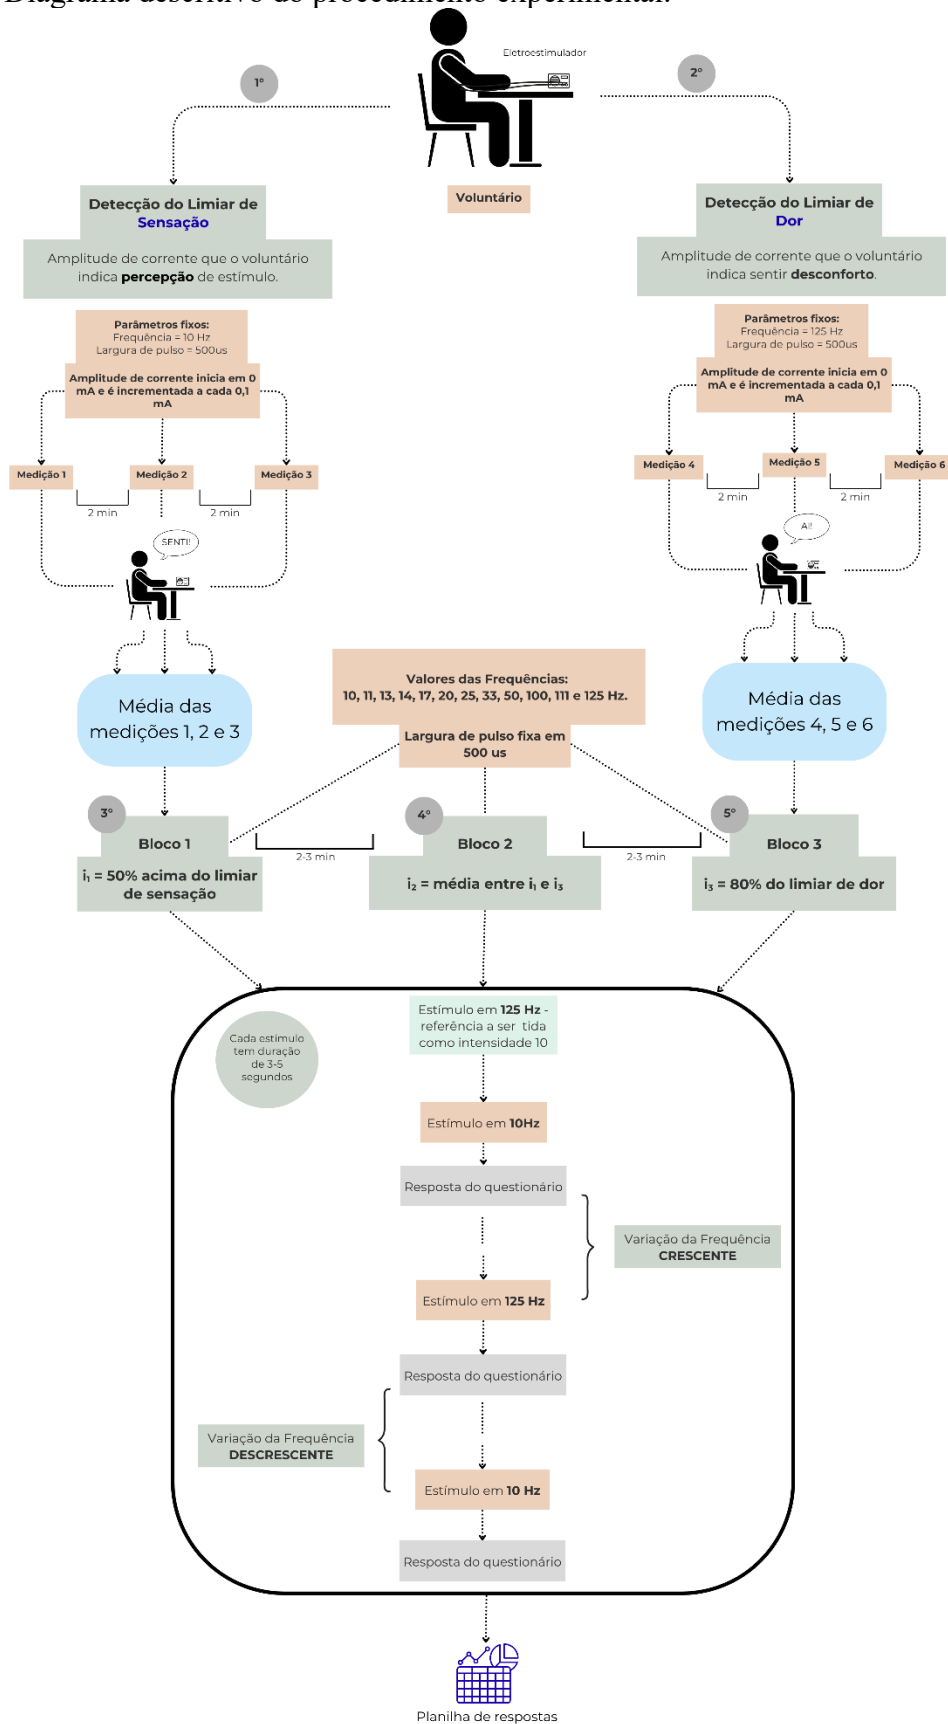 Diagrama descritivo do procedimento experimental.
Eletroestimulador
1°
2°
Voluntário
Detecção do Limiar de
Sensação
Amplitude de corrente que o voluntário
indica percepção de estímulo.
Parâmetros fixos:
Frequência = 10 Hz
Largura de pulso = 500us
Amplitude de corrente inicia em 0
mA e é incrementada a cada 0,1
mA
Medição 1
Medição 2
Medição 3
2 min
2 min
SENTI!
Média das
medições 1, 2 e 3
Detecção do Limiar de
Dor
Amplitude de corrente que o voluntário
indica sentir desconforto.
Parâmetros fixos:
Frequência = 125 Hz
Largura de pulso = 500us
Amplitude de corrente inicia em 0
mA e é incrementada a cada 0,1
mA
Medição 4
Medição 5
Medição 6
2 min
2 min
AI!
Média das
medições 4, 5 e 6
Valores das Frequências:
10, 11, 13, 14, 17, 20, 25, 33, 50, 100, 111 e 125 Hz.
Largura de pulso fixa em
500 us
3°
Bloco 1
i₁ = 50% acima do limiar
de sensação
2-3 min
4°
Bloco 2
i₂ = média entre i₁ e i₃
2-3 min
5°
Bloco 3
i₃ = 80% do limiar de dor
Cada estímulo
tem duração
de 3-5
segundos
Estímulo em 125 Hz -
referência a ser tida
como intensidade 10
Estímulo em 10Hz
Resposta do questionário
Variação da Frequência
CRESCENTE
Estímulo em 125 Hz
Resposta do questionário
Variação da Frequência
DESCRESCENTE
Estímulo em 10 Hz
Resposta do questionário
Planilha de respostas